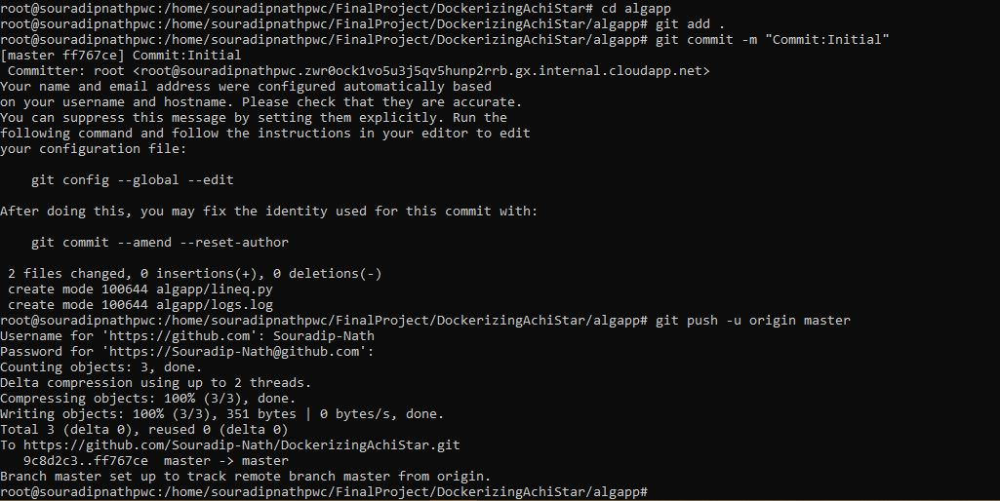 root@souradipnathpwc:/home/souradipnathpwc/FinalProject/DockerizingAchiStar# cd algapp
root@souradipnathpwc:/home/souradipnathpwc/FinalProject/DockerizingAchiStar/algapp# git add .
root@souradipnathpwc:/home/souradipnathpwc/FinalProject/DockerizingAchiStar/algapp# git commit -m "Commit:Initial"
[master ff767ce] Commit:Initial
 Committer: root <root@souradipnathpwc.zwr0ock1vo5u3j5qv5hunp2rrb.gx.internal.cloudapp.net>
Your name and email address were configured automatically based
on your username and hostname. Please check that they are accurate.
You can suppress this message by setting them explicitly. Run the
following command and follow the instructions in your editor to edit
your configuration file:

    git config --global --edit

After doing this, you may fix the identity used for this commit with:

    git commit --amend --reset-author

 2 files changed, 0 insertions(+), 0 deletions(-)
 create mode 100644 algapp/lineq.py
 create mode 100644 algapp/logs.log
root@souradipnathpwc:/home/souradipnathpwc/FinalProject/DockerizingAchiStar/algapp# git push -u origin master
Username for 'https://github.com': Souradip-Nath
Password for 'https://Souradip-Nath@github.com':
Counting objects: 3, done.
Delta compression using up to 2 threads.
Compressing objects: 100% (3/3), done.
Writing objects: 100% (3/3), 351 bytes | 0 bytes/s, done.
Total 3 (delta 0), reused 0 (delta 0)
To https://github.com/Souradip-Nath/DockerizingAchiStar.git
   9c8d2c3..ff767ce  master -> master
Branch master set up to track remote branch master from origin.
root@souradipnathpwc:/home/souradipnathpwc/FinalProject/DockerizingAchiStar/algapp#